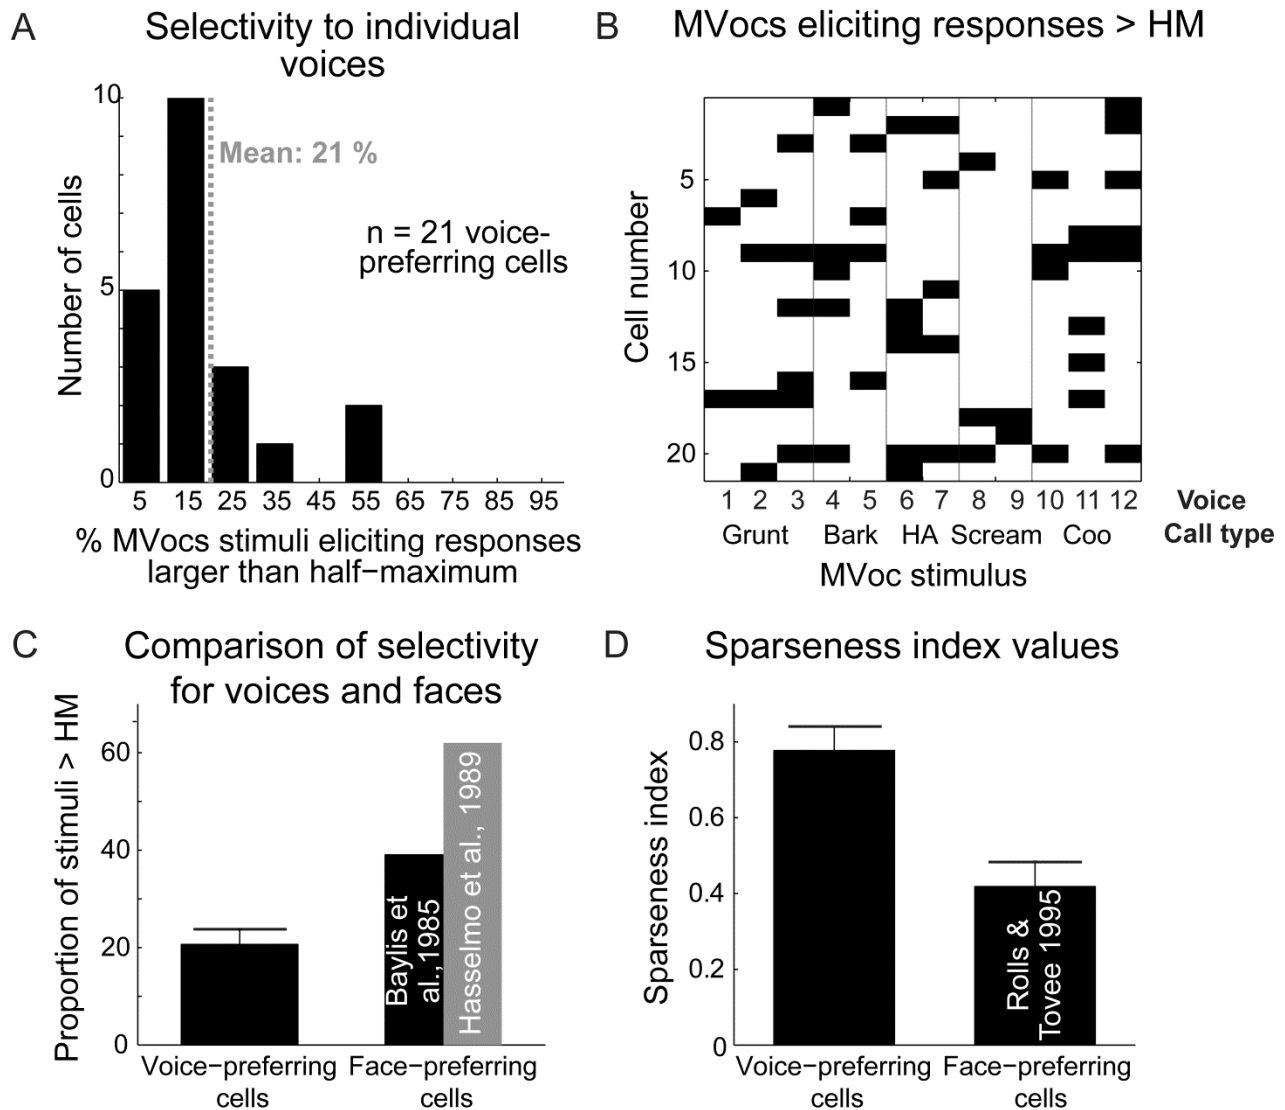 A
Selectivity to individual
voices
10
5
0
Number of cells
Mean: 21 %
n = 21 voice-
preferring cells
5 15 25 35 45 55 65 75 85 95
% MVocs stimuli eliciting responses
larger than half-maximum
B
MVocs eliciting responses > HM
Cell number
5
10
15
20
1 2 3 4 5 6 7 8 9 10 11 12 Voice
Grunt Bark HA Scream Coo Call type
MVoc stimulus
C
Comparison of selectivity
for voices and faces
Proportion of stimuli > HM
60
40
20
0
Baylis et
al.,1985
Hasselmo et al., 1989
Voice-preferring
cells
Face-preferring
cells
D
Sparseness index values
Sparseness index
0.8
0.6
0.4
0.2
0
Rolls &
Tovee 1995
Voice-preferring
cells
Face-preferring
cells